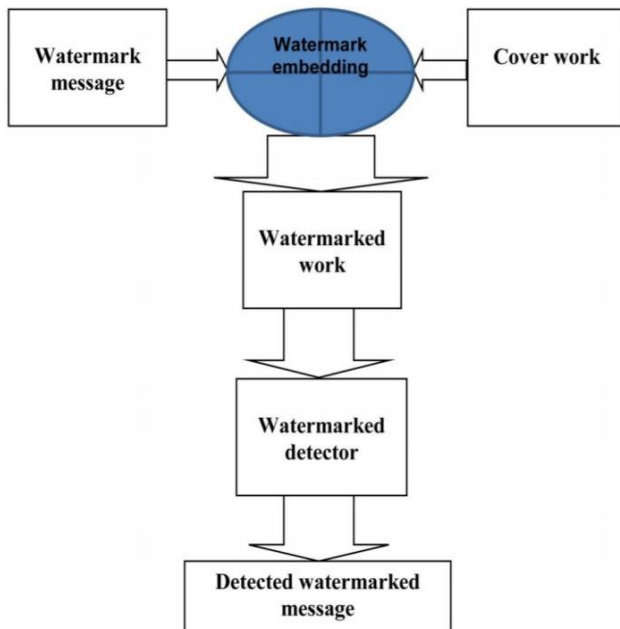 Watermark
message
Watermark
embedding
Cover work
Watermarked
work
Watermarked
detector
Detected watermarked
message